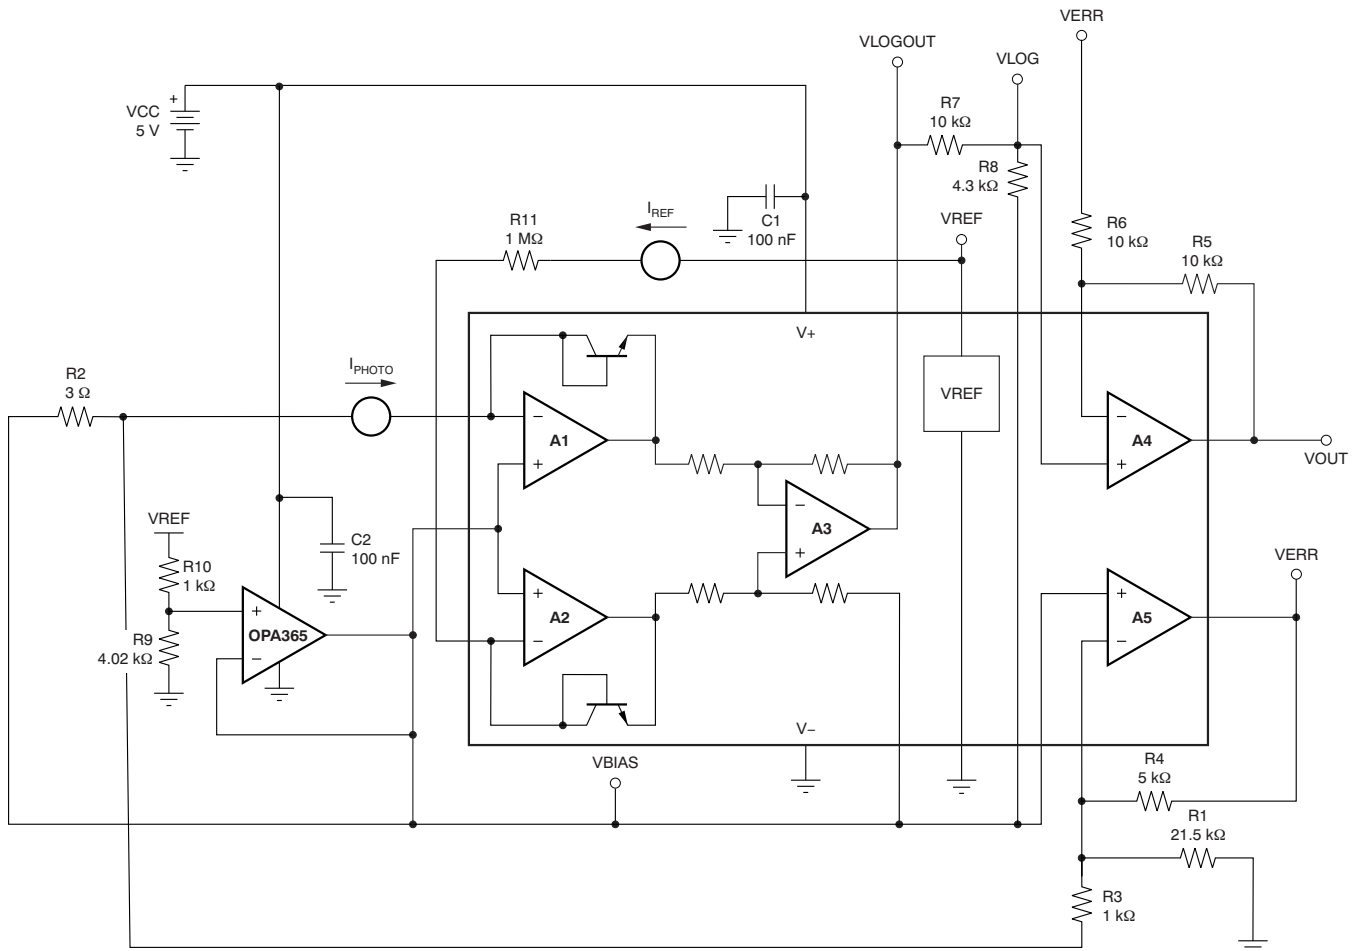 VERR
VLOGOUT
VLOG
VCC
5 V
+
R7
10 kΩ
R8
4.3 kΩ
C1
100 nF
I_REF
R11
1 MΩ
VREF
R6
10 kΩ
R5
10 kΩ
V+
I_PHOTO
R2
3 Ω
VREF
−
A1
+
−
A4
+
VOUT
−
A3
+
VREF
R10
1 kΩ
C2
100 nF
VERR
+
OPA365
−
R9
4.02 kΩ
+
A2
−
+
A5
−
V−
VBIAS
R4
5 kΩ
R1
21.5 kΩ
R3
1 kΩ